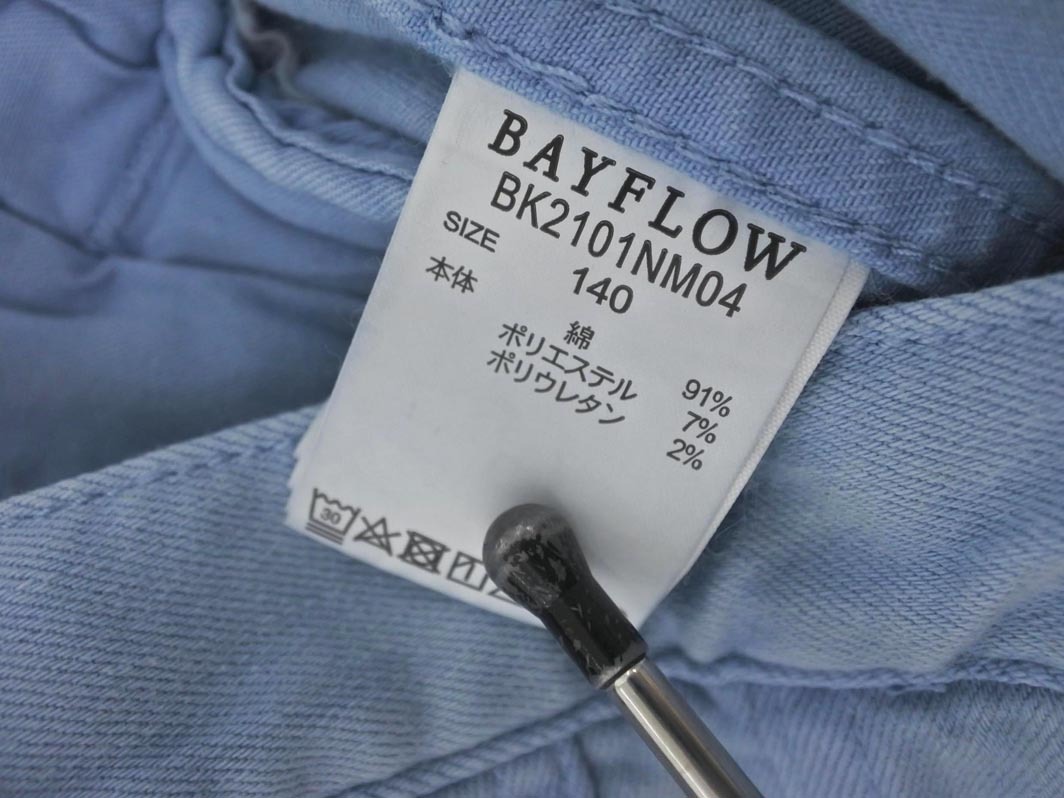 BAYFLOW
BK2101NM04
SIZE 140
本体
綿 91%
ポリエステル 7%
ポリウレタン 2%
30